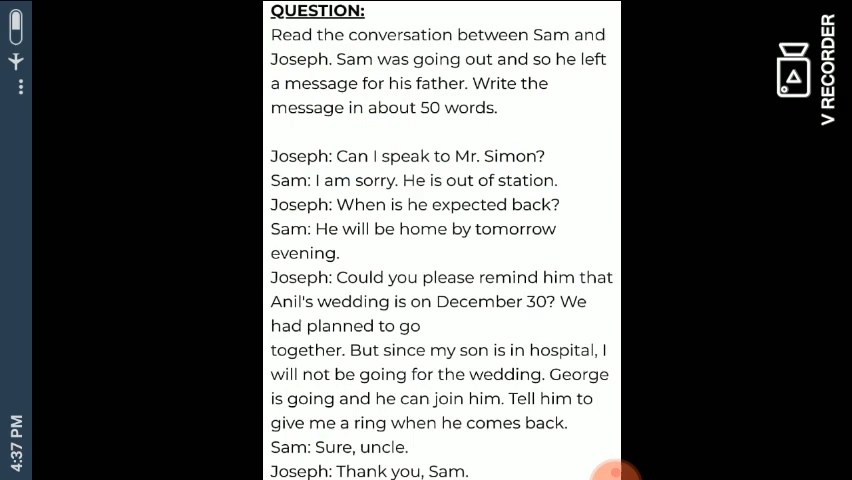 QUESTION:
Read the conversation between Sam and
Joseph. Sam was going out and so he left
a message for his father. Write the
message in about 50 words.
Joseph: Can I speak to Mr. Simon?
Sam: I am sorry. He is out of station.
Joseph: When is he expected back?
Sam: He will be home by tomorrow
evening.
Joseph: Could you please remind him that
Anil's wedding is on December 30? We
had planned to go
together. But since my son is in hospital, I
will not be going for the wedding. George
is going and he can join him. Tell him to
give me a ring when he comes back.
Sam: Sure, uncle.
Joseph: Thank you, Sam.
4:37 PM
V RECORDER